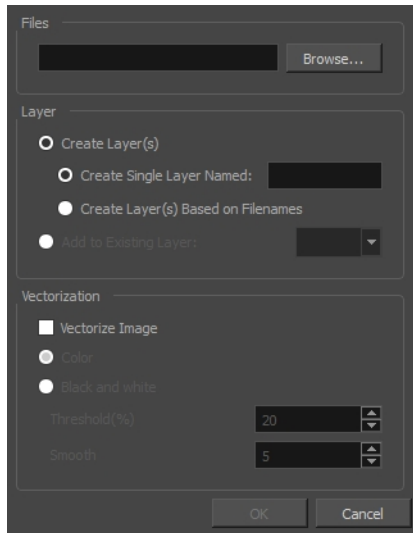 Files
Browse...
Layer
Create Layer(s)
Create Single Layer Named:
Create Layer(s) Based on Filenames
Add to Existing Layer:
Vectorization
Vectorize Image
Color
Black and white
Threshold(%) 20
Smooth 5
OK Cancel